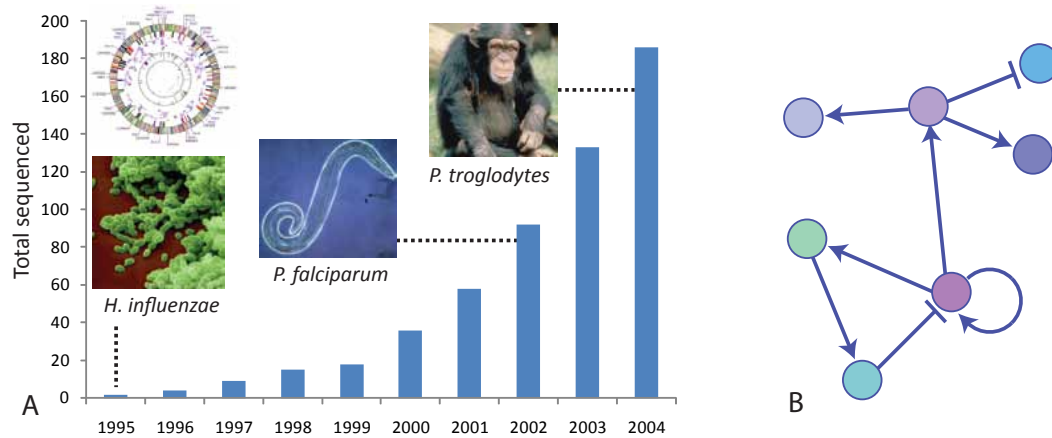 200
180
160
140
120
100
80
60
40
20
0
Total sequenced
H. influenzae
P. falciparum
P. troglodytes
A
1995 1996 1997 1998 1999 2000 2001 2002 2003 2004
B